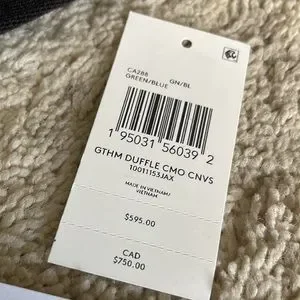 CA288 GN/BL
GREEN/BLUE
1 95031 56039 2
GTHM DUFFLE CMO CNVS
10011153JAX
MADE IN VIETNAM/
VIETNAM
$595.00
CAD
$750.00